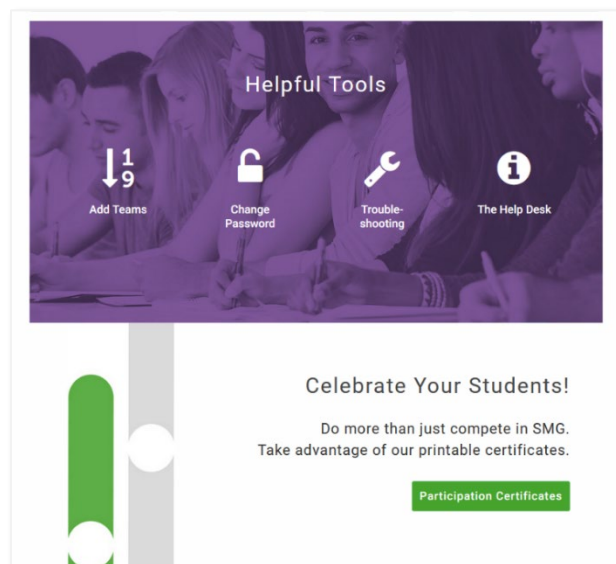 Helpful Tools
1
9
Add Teams
Change
Password
Trouble-
shooting
The Help Desk
Celebrate Your Students!
Do more than just compete in SMG.
Take advantage of our printable certificates.
Participation Certificates